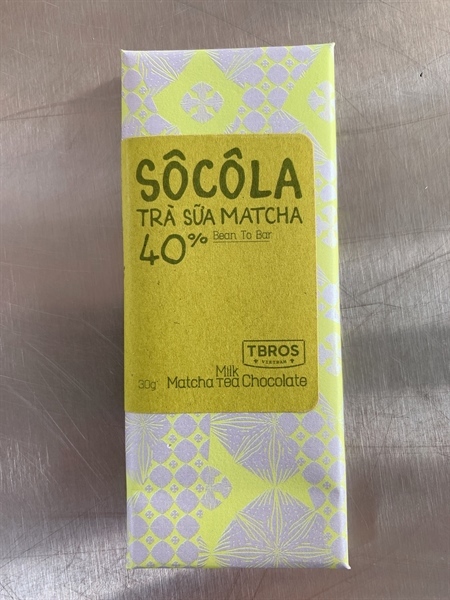 SÔCÔLA
TRÀ SỮA MATCHA
40% Bean To Bar
TBROS
VIETNAM
Milk
30g Matcha Tea Chocolate